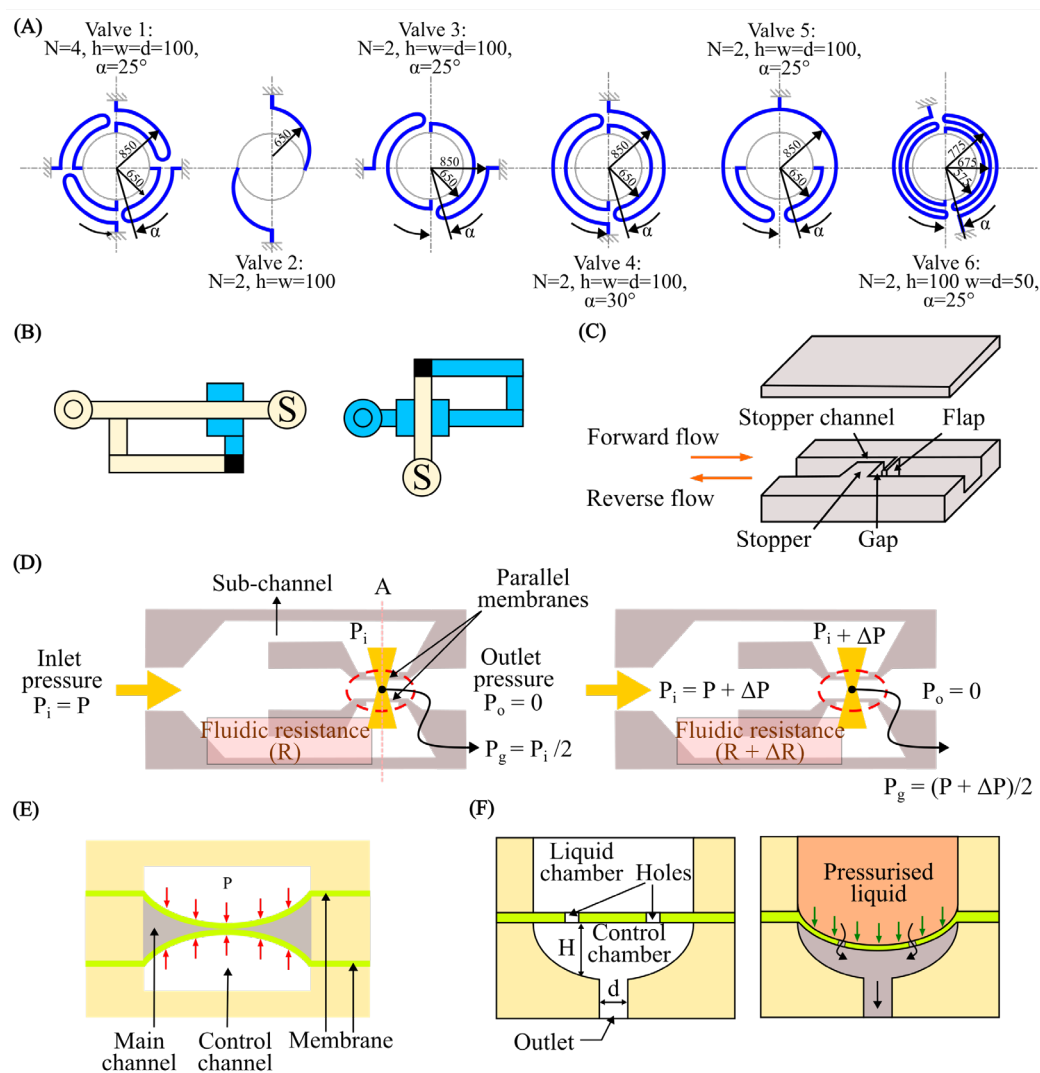 (A)
Valve 1:
N=4, h=w=d=100,
α=25°
850
650
α
650
Valve 2:
N=2, h=w=100
Valve 3:
N=2, h=w=d=100,
α=25°
850
650
α
850
650
α
Valve 4:
N=2, h=w=d=100,
α=30°
Valve 5:
N=2, h=w=d=100,
α=25°
850
650
α
775
675
575
α
Valve 6:
N=2, h=100 w=d=50,
α=25°
(B)
S
S
(C)
Stopper channel
Flap
Forward flow
Reverse flow
Stopper
Gap
(D)
Sub-channel
A
Parallel
membranes
Pi
Inlet
pressure
Pi = P
Outlet
pressure
Po = 0
Fluidic resistance
(R)
Pg = Pi /2
Pi + ΔP
Pi = P + ΔP
Po = 0
Fluidic resistance
(R + ΔR)
Pg = (P + ΔP)/2
(E)
P
Main
channel
Control
channel
Membrane
(F)
Liquid
chamber
Holes
H
Control
chamber
d
Outlet
Pressurised
liquid